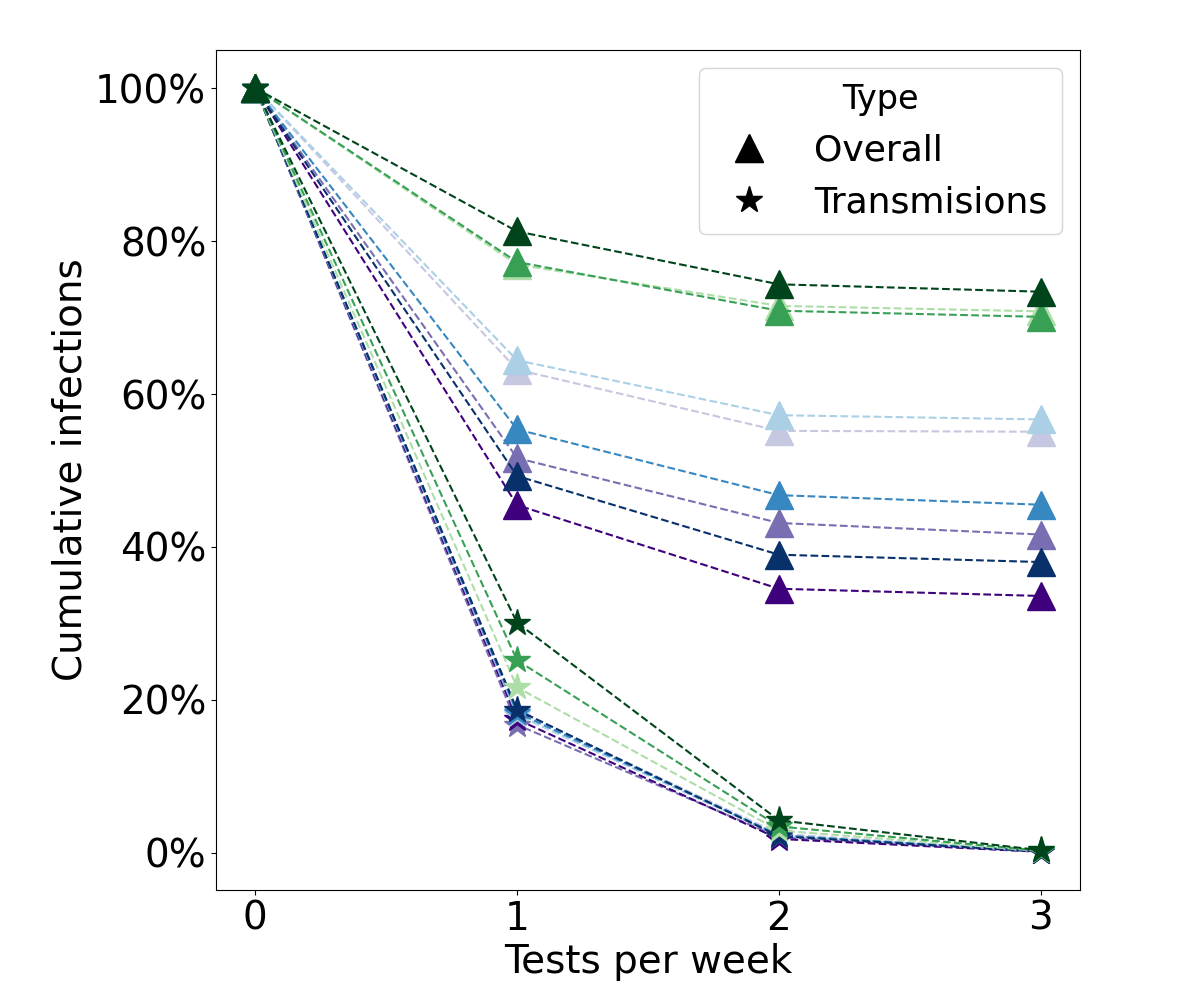 Cumulative infections
100%
80%
60%
40%
20%
0%
Type
Overall
Transmisions
0 1 2 3
Tests per week